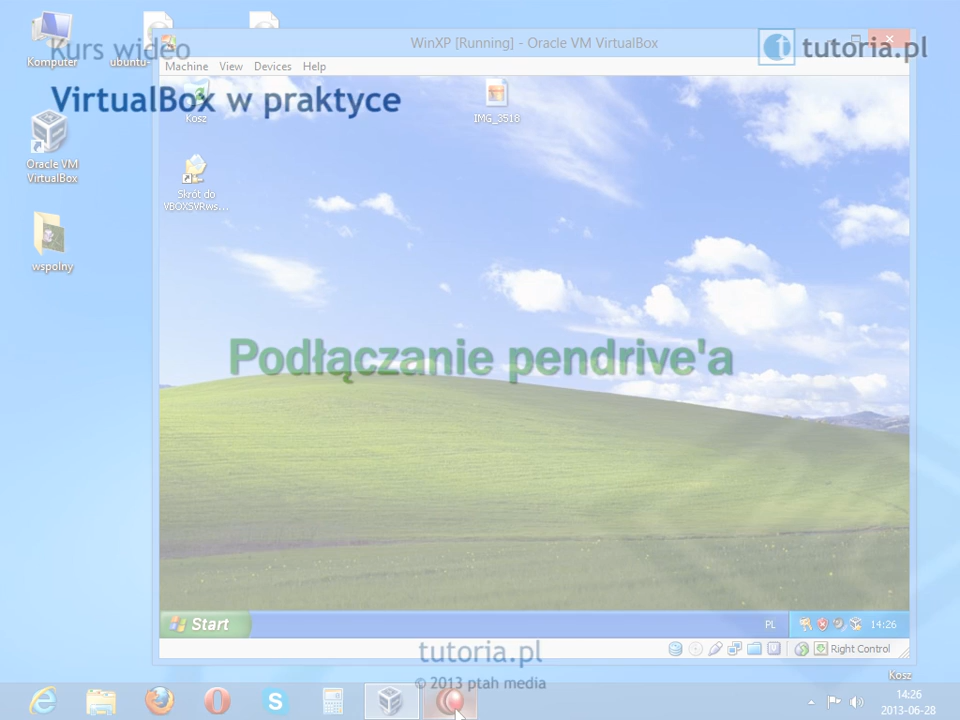 Kurs wideo
VirtualBox w praktyce
tutoria.pl
WinXP [Running] - Oracle VM VirtualBox
Machine View Devices Help
Komputer
ubuntu-
Oracle VM
VirtualBox
wspolny
Kosz
IMG_3518
Skrót do
VBOXSVRws...
Podłączanie pendrive'a
Start
PL
14:26
Right Control
tutoria.pl
© 2013 ptah media
Kosz
14:26
2013-06-28